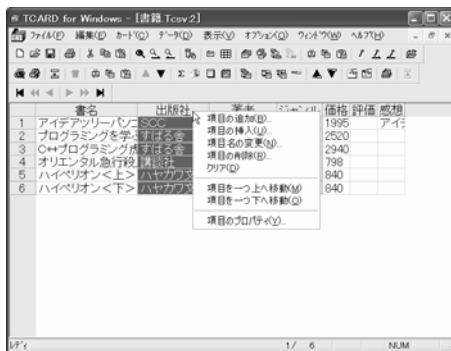 TCARD for Windows - [書籍 Tcsv:2]
ファイル(F) 編集(E) カード(C) データ(D) 表示(V) オプション(O) ウィンドウ(W) ヘルプ(H)
書名 出版社 著者 ジャンル 価格 評価 感想
1 アイデアツリーパソコ SCC 1995 アイデ
2 プログラミングを学ぶ すばる舎 2520
3 C++プログラミング すばる舎 2940
4 オリエンタル急行殺 講談社 798
5 ハイペリオン<上> ハヤカワ文 840
6 ハイペリオン<下> ハヤカワ文 840
項目の追加(B)...
項目の挿入(U)...
項目名の変更(N)...
項目の削除(R)...
クリア(D)
項目を一つ上へ移動(M)
項目を一つ下へ移動(O)
項目のプロパティ(Y)...
レディ 1/ 6 NUM